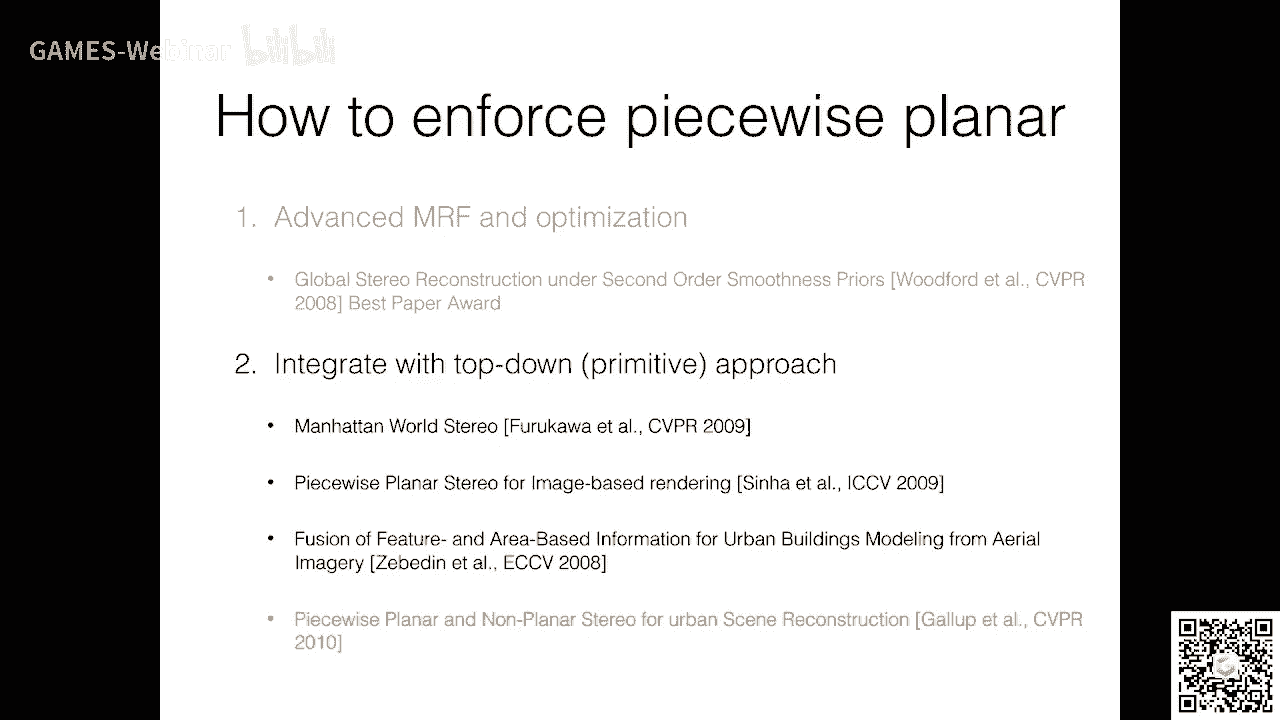 GAMES-Webinar bilibili
How to enforce piecewise planar
1. Advanced MRF and optimization
• Global Stereo Reconstruction under Second Order Smoothness Priors [Woodford et al., CVPR
2008] Best Paper Award
2. Integrate with top-down (primitive) approach
• Manhattan World Stereo [Furukawa et al., CVPR 2009]
• Piecewise Planar Stereo for Image-based rendering [Sinha et al., ICCV 2009]
• Fusion of Feature- and Area-Based Information for Urban Buildings Modeling from Aerial
Imagery [Zebedin et al., ECCV 2008]
• Piecewise Planar and Non-Planar Stereo for urban Scene Reconstruction [Gallup et al., CVPR
2010]